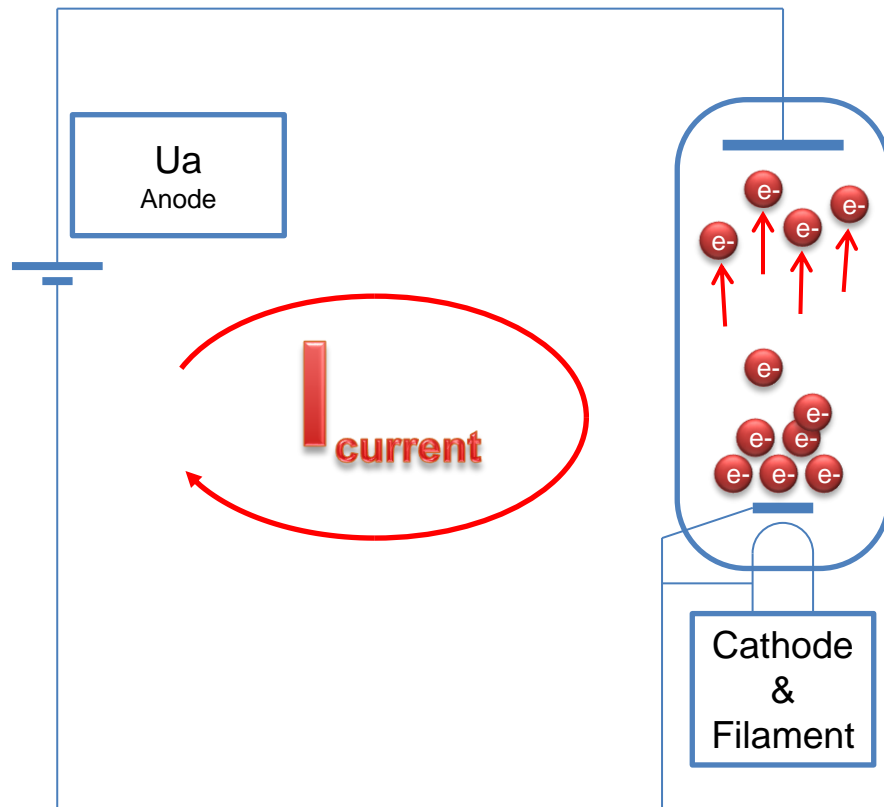 Ua
Anode
e-
e-
e-
e-
I
current
e-
e-
e-
e-
e-
e-
e-
Cathode
&
Filament